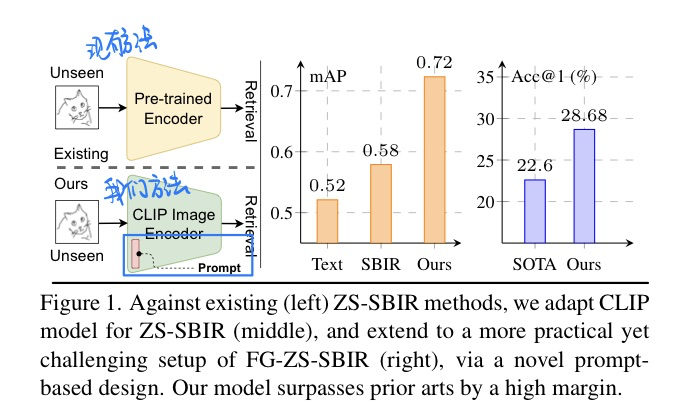 现有方法
Unseen
Pre-trained
Encoder
Retrieval
Existing
Ours
我们方法
CLIP Image
Encoder
Retrieval
Unseen
Prompt
mAP
0.7
0.6
0.5
0.52
0.58
0.72
Text SBIR Ours
Acc@1 (%)
35
30
25
20
22.6
28.68
SOTA Ours
Figure 1. Against existing (left) ZS-SBIR methods, we adapt CLIP
model for ZS-SBIR (middle), and extend to a more practical yet
challenging setup of FG-ZS-SBIR (right), via a novel prompt-
based design. Our model surpasses prior arts by a high margin.